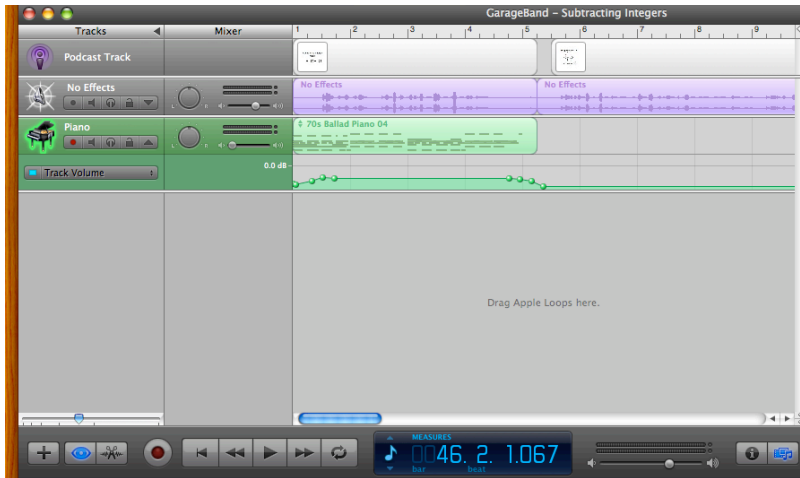 GarageBand – Subtracting Integers
Tracks Mixer 1 2 3 4 5 6 7 8 9
Podcast Track
No Effects No Effects No Effects
L R
Piano 70s Ballad Piano 04
L R
Track Volume 0.0 dB
Drag Apple Loops here.
MEASURES
0046. 2. 1.067
bar beat